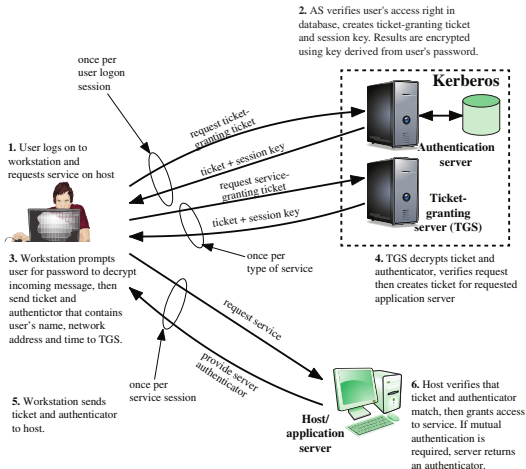 2. AS verifies user's access right in
database, creates ticket-granting ticket
and session key. Results are encrypted
using key derived from user's password.
once per
user logon
session
Kerberos
request ticket-
granting ticket
1. User logs on to
workstation and
requests service on host
ticket + session key
Authentication
server
request service-
granting ticket
ticket + session key
Ticket-
granting
server (TGS)
once per
type of service
3. Workstation prompts
user for password to decrypt
incoming message, then
send ticket and
authentictor that contains
user's name, network
address and time to TGS.
4. TGS decrypts ticket and
authenticator, verifies request
then creates ticket for requested
application server
request service
provide server
authenticator
once per
service session
5. Workstation sends
ticket and authenticator
to host.
Host/
application
server
6. Host verifies that
ticket and authenticator
match, then grants access
to service. If mutual
authentication is
required, server returns
an authenticator.